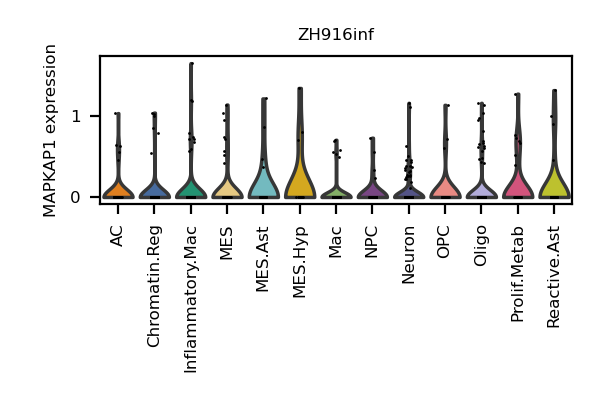 ZH916inf
MAPKAP1 expression
1
0
AC
Chromatin.Reg
Inflammatory.Mac
MES
MES.Ast
MES.Hyp
Mac
NPC
Neuron
OPC
Oligo
Prolif.Metab
Reactive.Ast